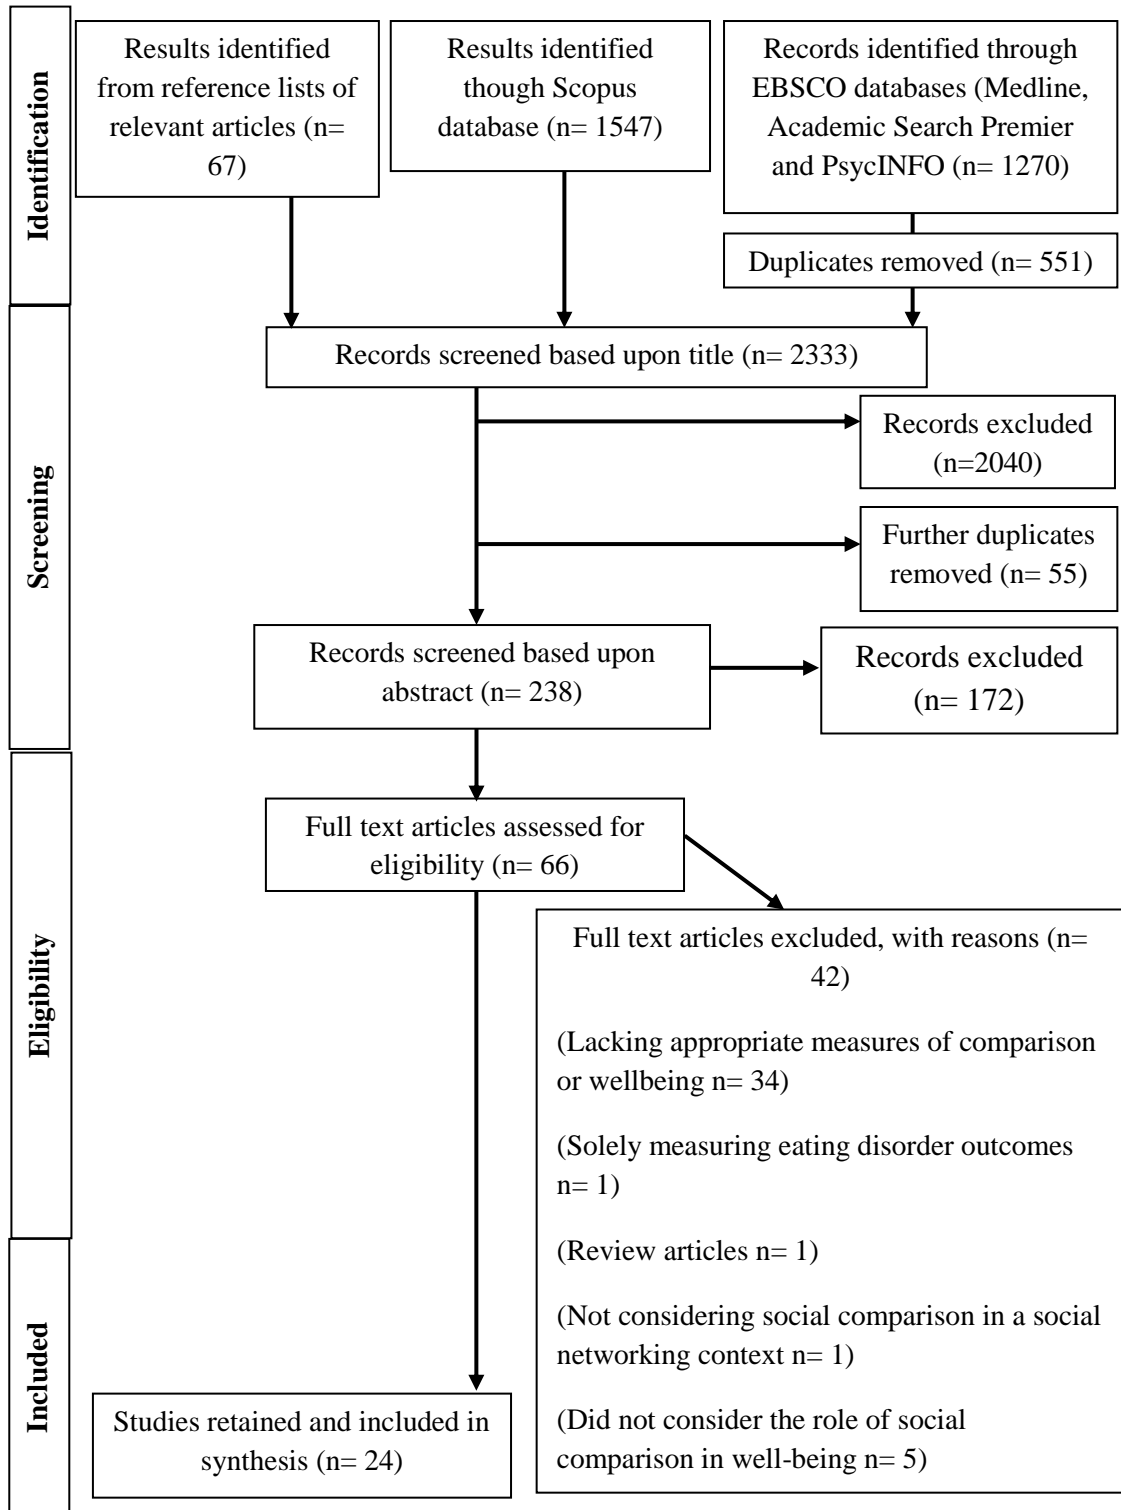 Identification
Results identified
from reference lists of
relevant articles (n=
67)
Results identified
though Scopus
database (n= 1547)
Records identified through
EBSCO databases (Medline,
Academic Search Premier
and PsycINFO (n= 1270)
Duplicates removed (n= 551)
Screening
Records screened based upon title (n= 2333)
Records excluded
(n=2040)
Further duplicates
removed (n= 55)
Records screened based upon
abstract (n= 238)
Records excluded
(n= 172)
Eligibility
Full text articles assessed for
eligibility (n= 66)
Full text articles excluded, with reasons (n=
42)
(Lacking appropriate measures of comparison
or wellbeing n= 34)
(Solely measuring eating disorder outcomes
n= 1)
(Review articles n= 1)
(Not considering social comparison in a social
networking context n= 1)
(Did not consider the role of social
comparison in well-being n= 5)
Included
Studies retained and included in
synthesis (n= 24)